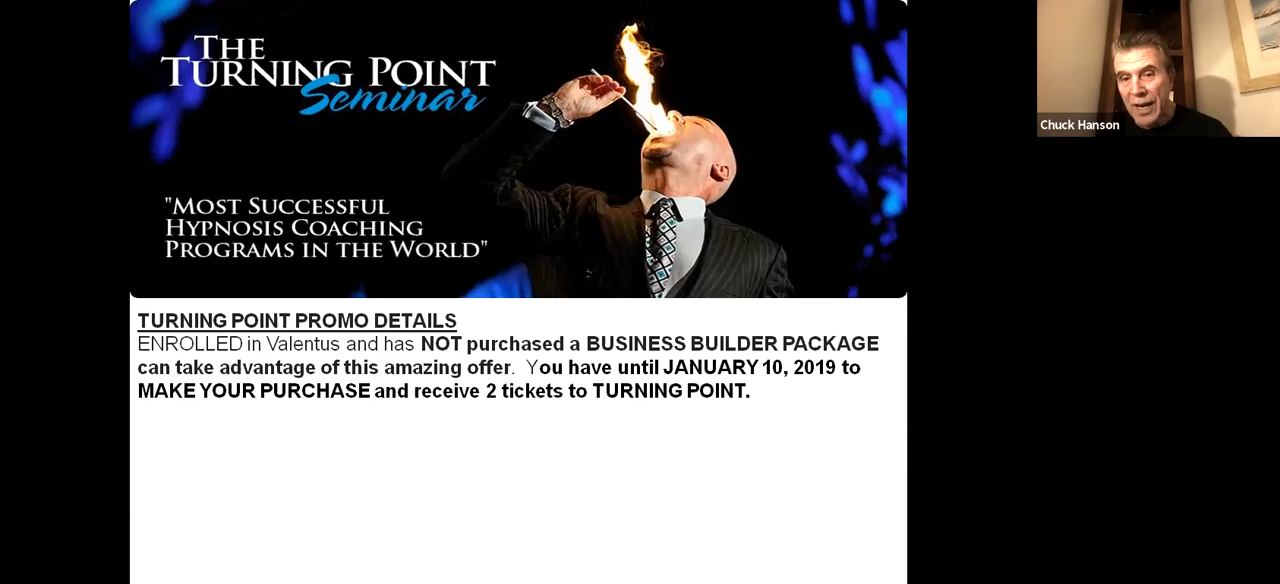 THE
TURNING POINT
Seminar
"MOST SUCCESSFUL
HYPNOSIS COACHING
PROGRAMS IN THE WORLD"
Chuck Hanson
TURNING POINT PROMO DETAILS
ENROLLED in Valentus and has NOT purchased a BUSINESS BUILDER PACKAGE
can take advantage of this amazing offer. You have until JANUARY 10, 2019 to
MAKE YOUR PURCHASE and receive 2 tickets to TURNING POINT.